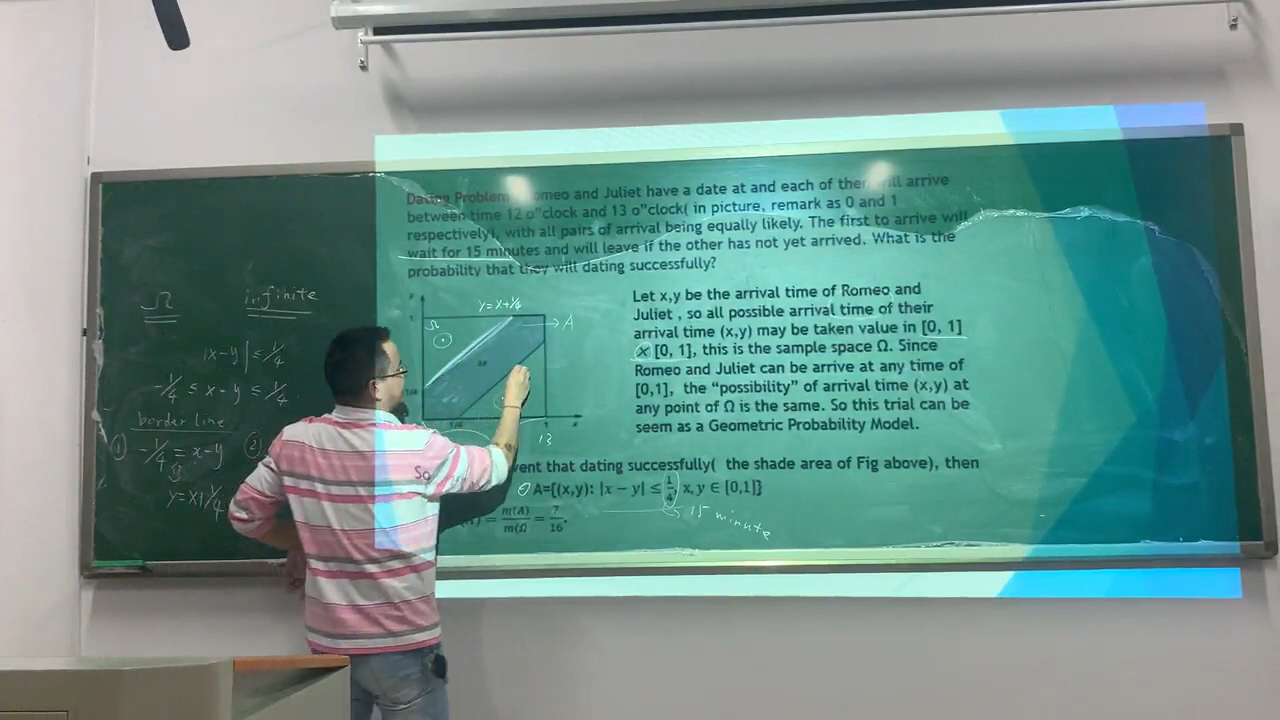 Dating Problem: Romeo and Juliet have a date at and each of them will arrive
between time 12 o"clock and 13 o"clock( in picture, remark as 0 and 1
respectively), with all pairs of arrival being equally likely. The first to arrive will
wait for 15 minutes and will leave if the other has not yet arrived. What is the
probability that they will dating successfully?
Ω infinite
|x-y| ≤ 1/4
-1/4 ≤ x-y ≤ 1/4
border line
① -1/4 = x-y ②
y=x+1/4
y
y=x+1/4
1
Ω
A
1/4
1/4
1
x
13
Let x,y be the arrival time of Romeo and
Juliet , so all possible arrival time of their
arrival time (x,y) may be taken value in [0, 1]
× [0, 1], this is the sample space Ω. Since
Romeo and Juliet can be arrive at any time of
[0,1], the "possibility" of arrival time (x,y) at
any point of Ω is the same. So this trial can be
seem as a Geometric Probability Model.
So vent that dating successfully( the shade area of Fig above), then
A={(x,y): |x − y| ≤ 1/4, x,y ∈ [0,1]}
= m(A)/m(Ω = 7/16.
15 minute